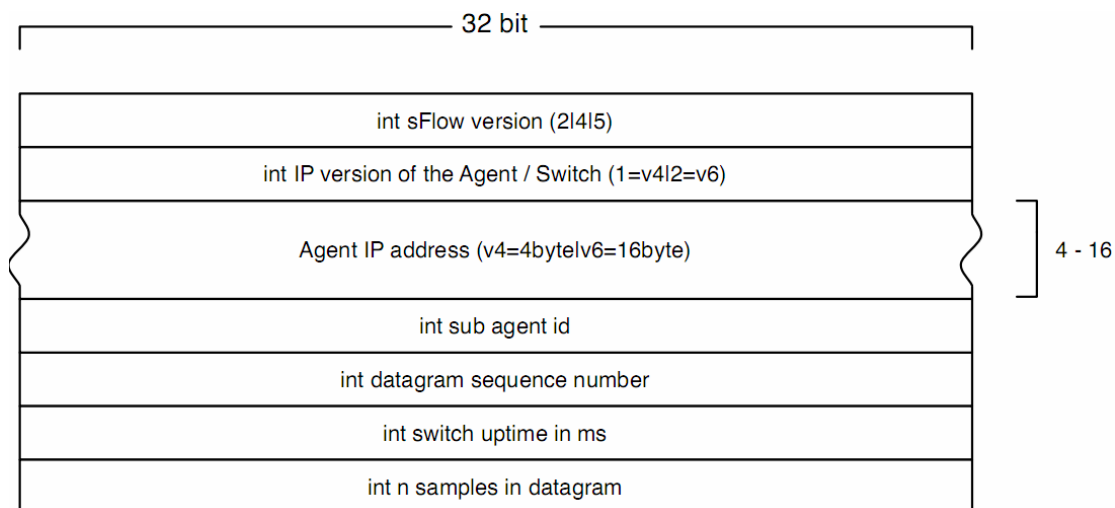 32 bit
int sFlow version (2|4|5)
int IP version of the Agent / Switch (1=v4|2=v6)
Agent IP address (v4=4byte|v6=16byte)
4 - 16
int sub agent id
int datagram sequence number
int switch uptime in ms
int n samples in datagram